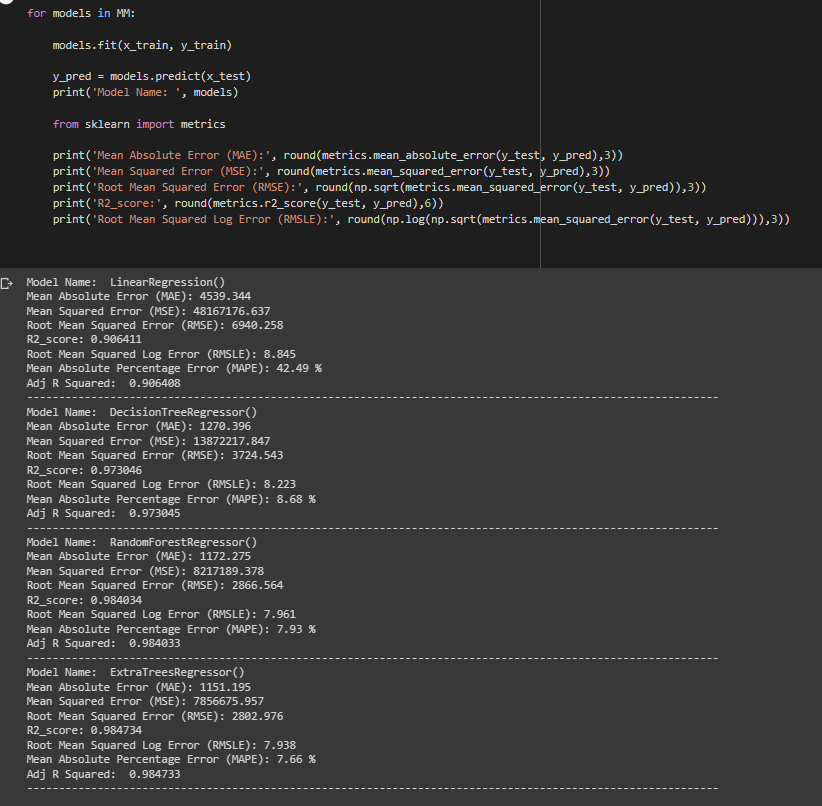 for models in MM:
models.fit(x_train, y_train)
y_pred = models.predict(x_test)
print('Model Name: ', models)
from sklearn import metrics
print('Mean Absolute Error (MAE):', round(metrics.mean_absolute_error(y_test, y_pred),3))
print('Mean Squared Error (MSE):', round(metrics.mean_squared_error(y_test, y_pred),3))
print('Root Mean Squared Error (RMSE):', round(np.sqrt(metrics.mean_squared_error(y_test, y_pred)),3))
print('R2_score:', round(metrics.r2_score(y_test, y_pred),6))
print('Root Mean Squared Log Error (RMSLE):', round(np.log(np.sqrt(metrics.mean_squared_error(y_test, y_pred))),3))
Model Name:  LinearRegression()
Mean Absolute Error (MAE): 4539.344
Mean Squared Error (MSE): 48167176.637
Root Mean Squared Error (RMSE): 6940.258
R2_score: 0.906411
Root Mean Squared Log Error (RMSLE): 8.845
Mean Absolute Percentage Error (MAPE): 42.49 %
Adj R Squared:  0.906408
------------------------------------------------------------------------------------------------------------
Model Name:  DecisionTreeRegressor()
Mean Absolute Error (MAE): 1270.396
Mean Squared Error (MSE): 13872217.847
Root Mean Squared Error (RMSE): 3724.543
R2_score: 0.973046
Root Mean Squared Log Error (RMSLE): 8.223
Mean Absolute Percentage Error (MAPE): 8.68 %
Adj R Squared:  0.973045
------------------------------------------------------------------------------------------------------------
Model Name:  RandomForestRegressor()
Mean Absolute Error (MAE): 1172.275
Mean Squared Error (MSE): 8217189.378
Root Mean Squared Error (RMSE): 2866.564
R2_score: 0.984034
Root Mean Squared Log Error (RMSLE): 7.961
Mean Absolute Percentage Error (MAPE): 7.93 %
Adj R Squared:  0.984033
------------------------------------------------------------------------------------------------------------
Model Name:  ExtraTreesRegressor()
Mean Absolute Error (MAE): 1151.195
Mean Squared Error (MSE): 7856675.957
Root Mean Squared Error (RMSE): 2802.976
R2_score: 0.984734
Root Mean Squared Log Error (RMSLE): 7.938
Mean Absolute Percentage Error (MAPE): 7.66 %
Adj R Squared:  0.984733
------------------------------------------------------------------------------------------------------------